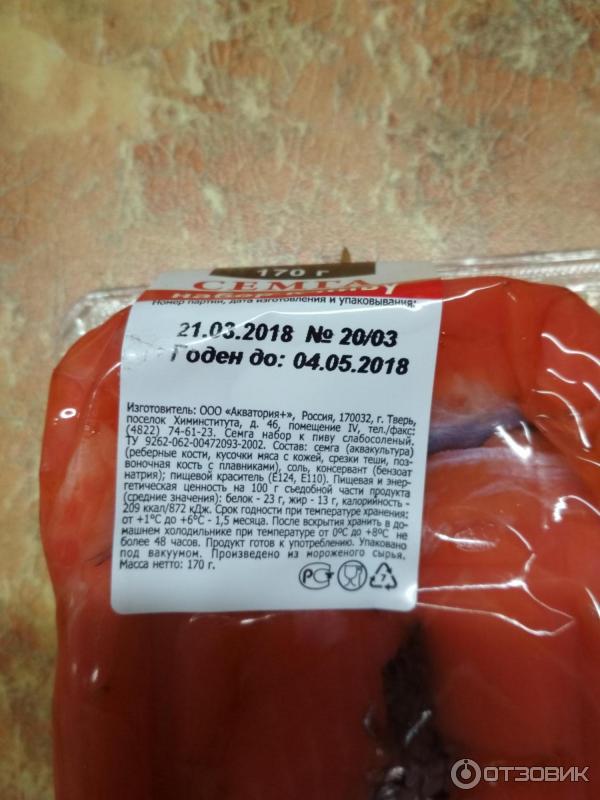 170 г
СЕМГА
набор к пиву
Номер партии, дата изготовления и упаковывания:
21.03.2018 № 20/03
Годен до: 04.05.2018
Изготовитель: ООО «Акватория+», Россия, 170032, г. Тверь,
поселок Химинститута, д. 46, помещение IV, тел./факс:
(4822) 74-61-23. Семга набор к пиву слабосоленый.
ТУ 9262-062-00472093-2002. Состав: семга (аквакультура)
(реберные кости, кусочки мяса с кожей, срезки теши, поз-
воночная кость с плавниками), соль, консервант (бензоат
натрия); пищевой краситель (Е124, Е110). Пищевая и энер-
гетическая ценность на 100 г съедобной части продукта
(средние значения): белок - 23 г, жир - 13 г, калорийность -
209 ккал/872 кДж. Срок годности при температуре хранения:
от +1°С до +6°С - 1,5 месяца. После вскрытия хранить в до-
машнем холодильнике при температуре от 0°С до +8°С не
более 48 часов. Продукт готов к употреблению. Упаковано
под вакуумом. Произведено из мороженого сырья.
Масса нетто: 170 г.
РСТ
7
ОТЗОВИК